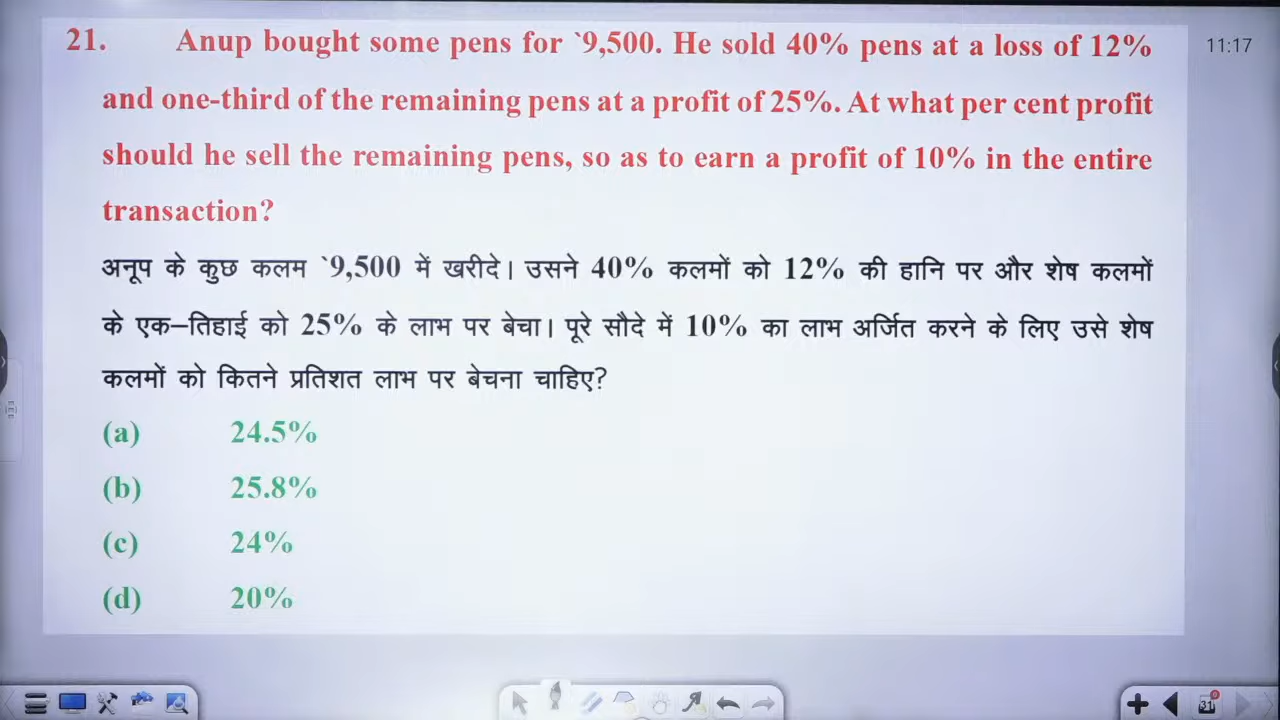 21. Anup bought some pens for `9,500. He sold 40% pens at a loss of 12%
11:17
and one-third of the remaining pens at a profit of 25%. At what per cent profit
should he sell the remaining pens, so as to earn a profit of 10% in the entire
transaction?
अनूप के कुछ कलम `9,500 में खरीदे। उसने 40% कलमों को 12% की हानि पर और शेष कलमों
के एक–तिहाई को 25% के लाभ पर बेचा। पूरे सौदे में 10% का लाभ अर्जित करने के लिए उसे शेष
कलमों को कितने प्रतिशत लाभ पर बेचना चाहिए?
(a) 24.5%
(b) 25.8%
(c) 24%
(d) 20%
31